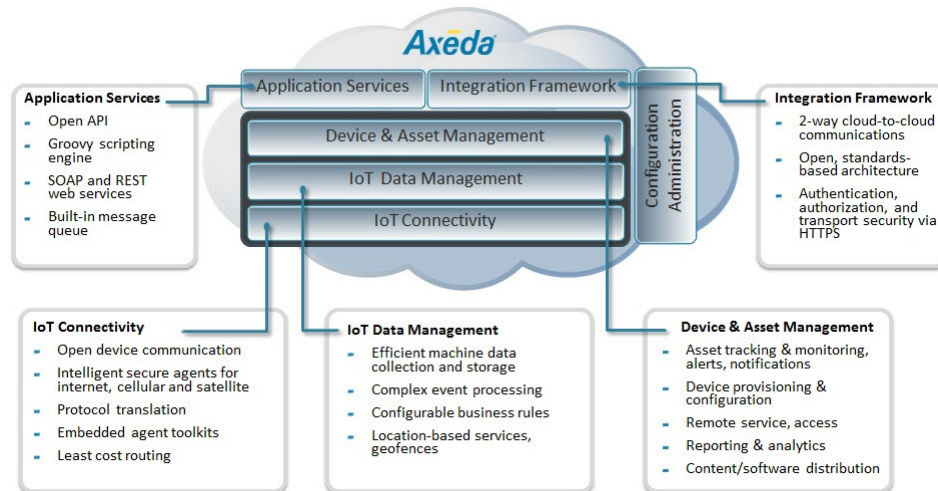 Axeda
Application Services
Integration Framework
Configuration
Administration
Device & Asset Management
IoT Data Management
IoT Connectivity
Application Services
- Open API
- Groovy scripting
engine
- SOAP and REST
web services
- Built-in message
queue
Integration Framework
- 2-way cloud-to-cloud
communications
- Open, standards-
based architecture
- Authentication,
authorization, and
transport security via
HTTPS
IoT Connectivity
- Open device communication
- Intelligent secure agents for
internet, cellular and satellite
- Protocol translation
- Embedded agent toolkits
- Least cost routing
IoT Data Management
- Efficient machine data
collection and storage
- Complex event processing
- Configurable business rules
- Location-based services,
geofences
Device & Asset Management
- Asset tracking & monitoring,
alerts, notifications
- Device provisioning &
configuration
- Remote service, access
- Reporting & analytics
- Content/software distribution